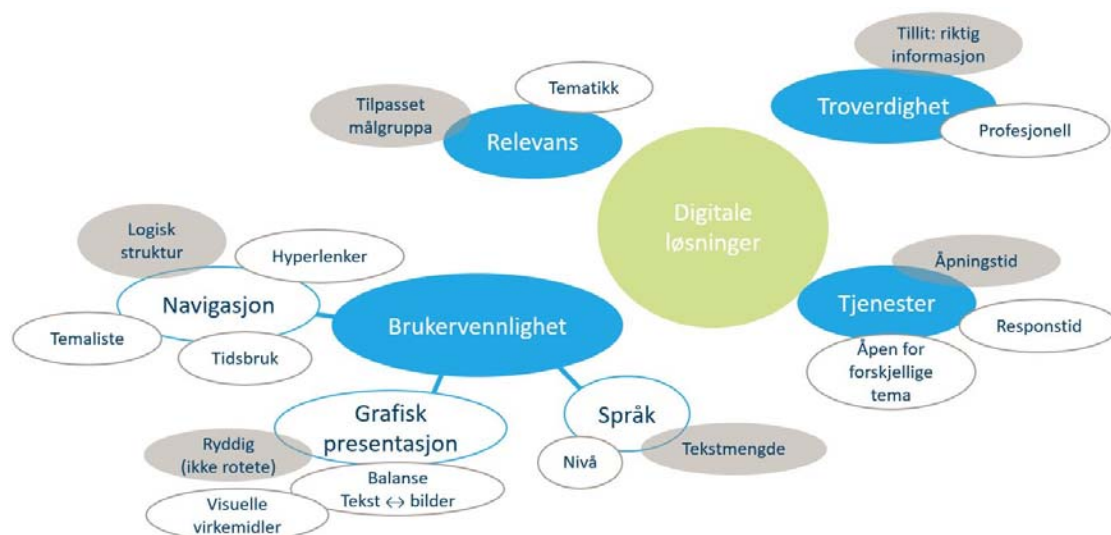 Tillit: riktig
informasjon
Troverdighet
Profesjonell
Tematikk
Tilpasset
målgruppa
Relevans
Digitale
løsninger
Logisk
struktur
Hyperlenker
Navigasjon
Temaliste
Tidsbruk
Brukervennlighet
Åpningstid
Tjenester
Responstid
Åpen for
forskjellige
tema
Grafisk
presentasjon
Språk
Ryddig
(ikke rotete)
Balanse
Tekst ↔ bilder
Visuelle
virkemidler
Nivå
Tekstmengde